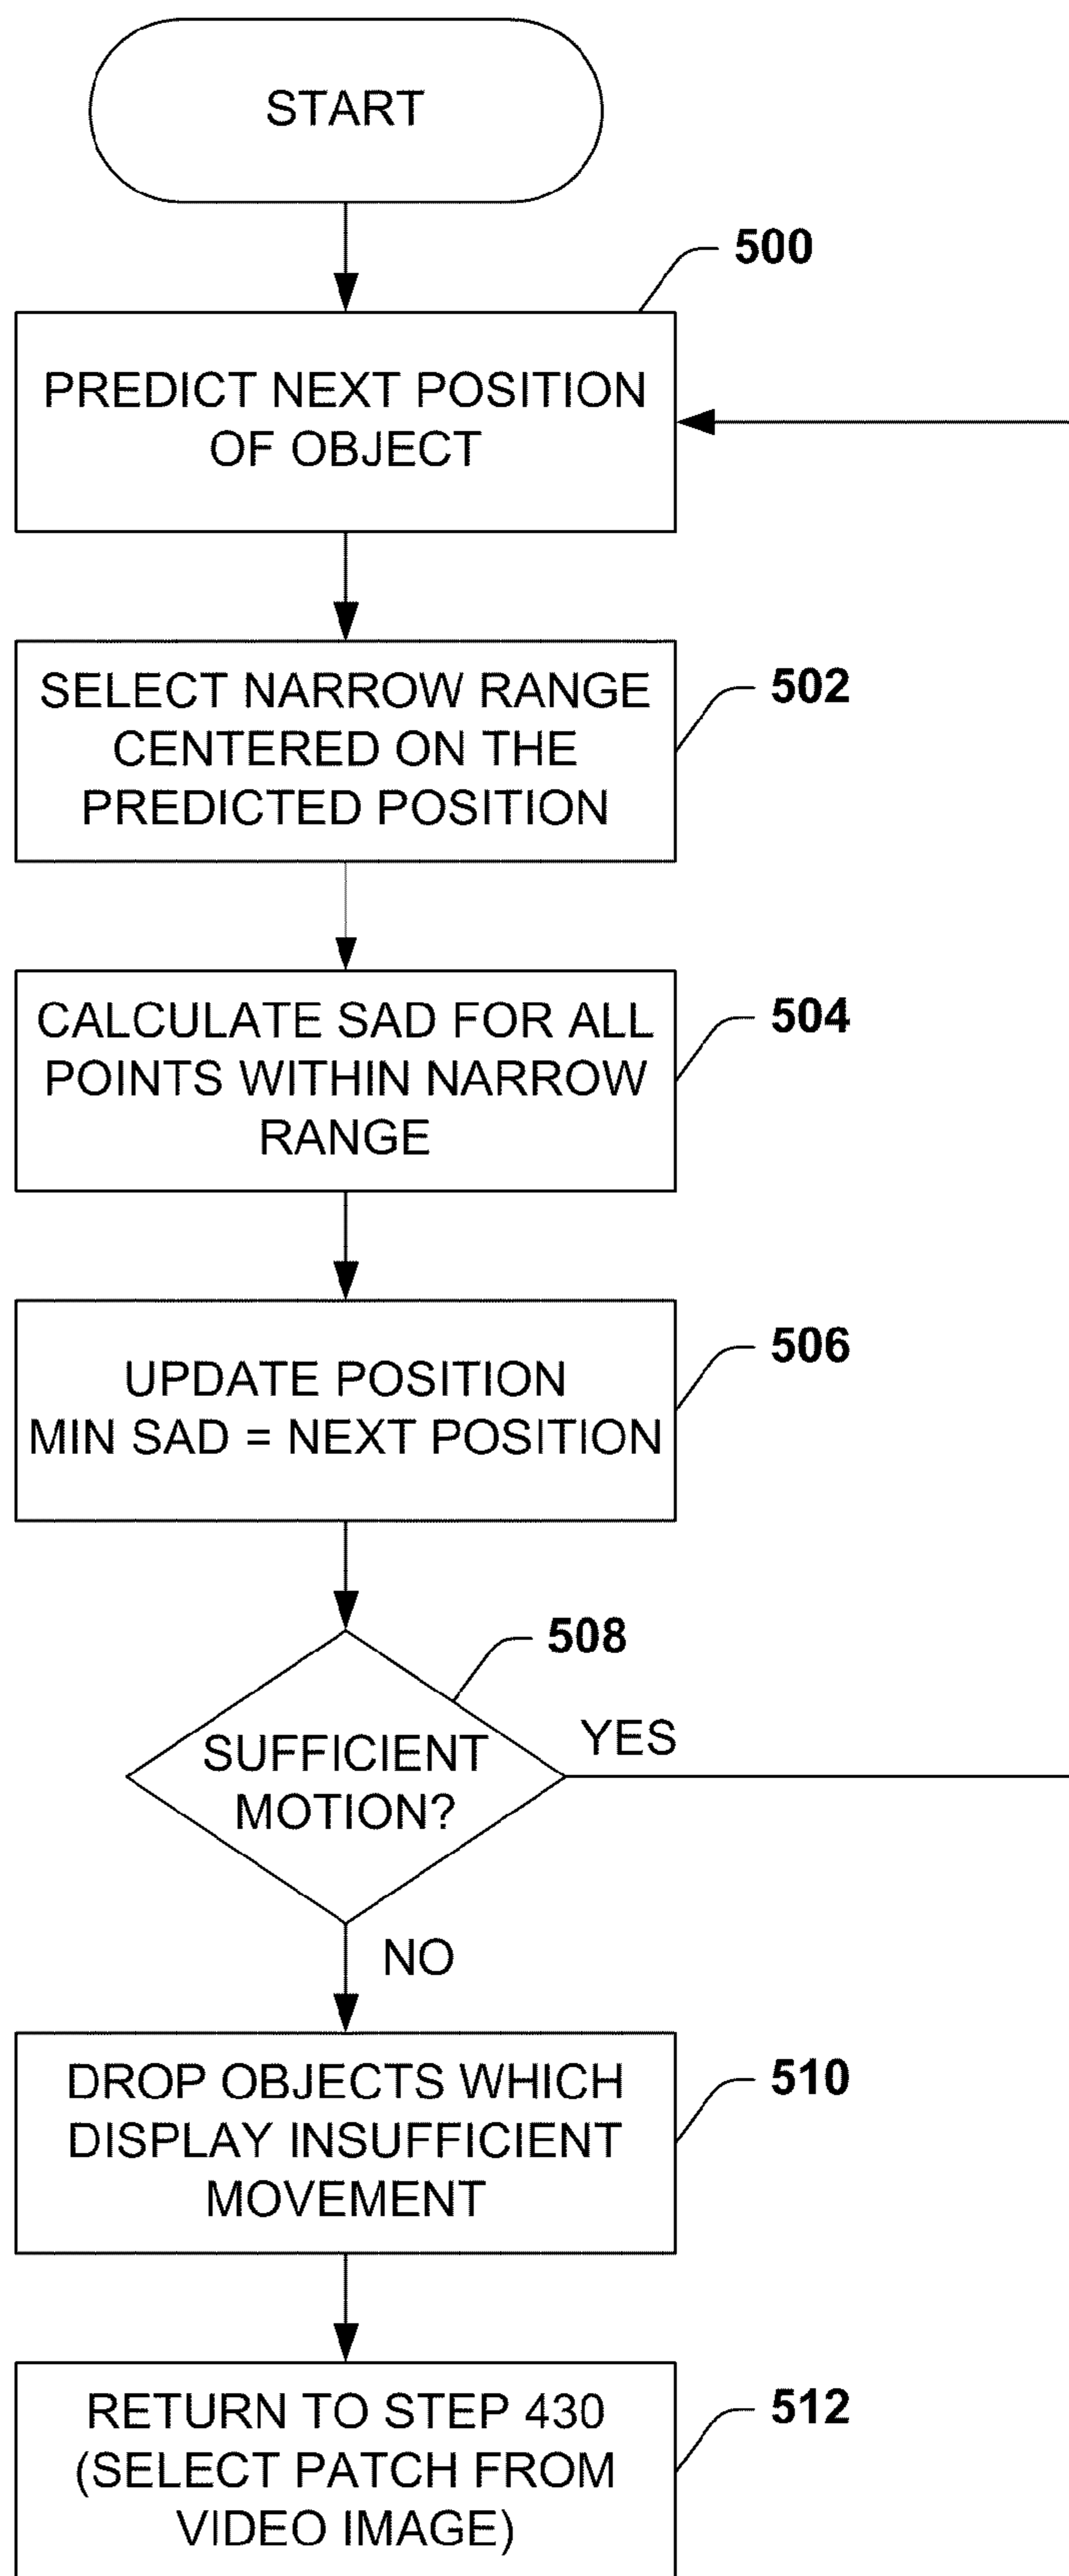 START
500
PREDICT NEXT POSITION
OF OBJECT
SELECT NARROW RANGE
CENTERED ON THE
PREDICTED POSITION
502
CALCULATE SAD FOR ALL
POINTS WITHIN NARROW
RANGE
504
UPDATE POSITION
MIN SAD = NEXT POSITION
506
508
SUFFICIENT
MOTION?
YES
NO
DROP OBJECTS WHICH
DISPLAY INSUFFICIENT
MOVEMENT
510
RETURN TO STEP 430
(SELECT PATCH FROM
VIDEO IMAGE)
512